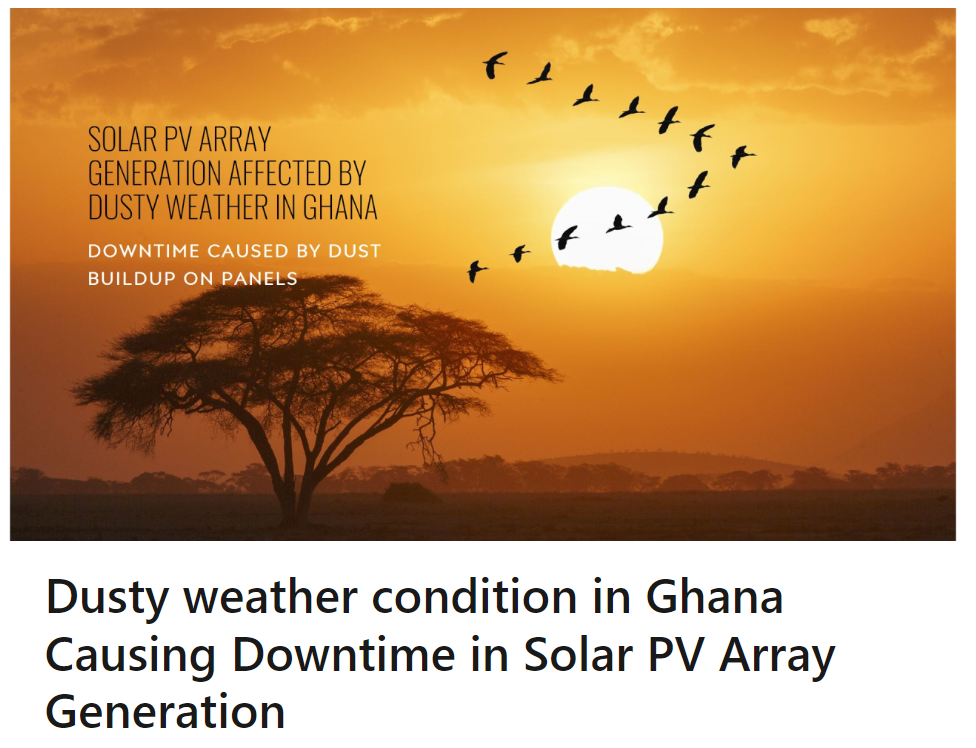 SOLAR PV ARRAY
GENERATION AFFECTED BY
DUSTY WEATHER IN GHANA
DOWNTIME CAUSED BY DUST
BUILDUP ON PANELS
Dusty weather condition in Ghana
Causing Downtime in Solar PV Array
Generation